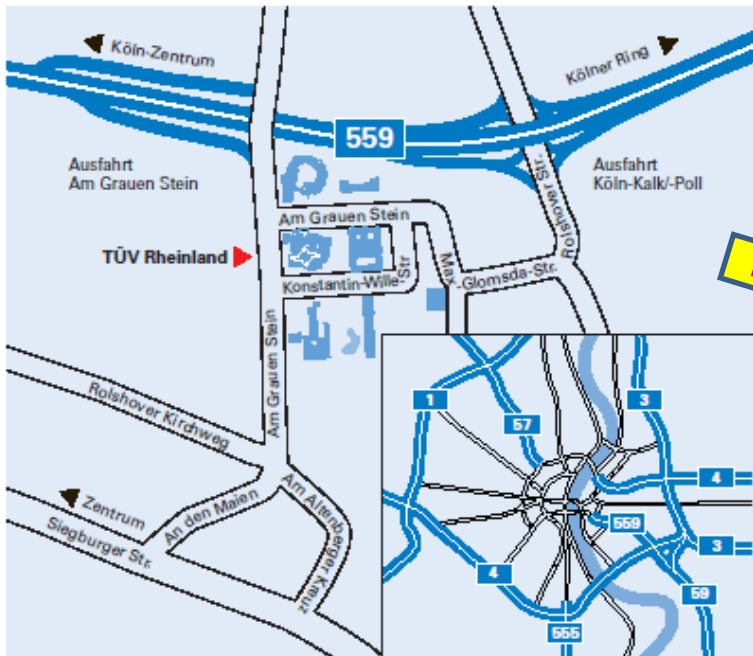 Köln-Zentrum
Kölner Ring
559
Ausfahrt
Am Grauen Stein
Ausfahrt
Köln-Kalk/-Poll
Rolshover Str.
Am Grauen Stein
TÜV Rheinland
Konstantin-Wille-Str
Max-Glomsda-Str.
Am Grauen Stein
Rolshover Kirchweg
Zentrum
Siegburger Str.
An den Maien
Am Altenberger Kreuz
1
57
3
4
559
3
4
59
555